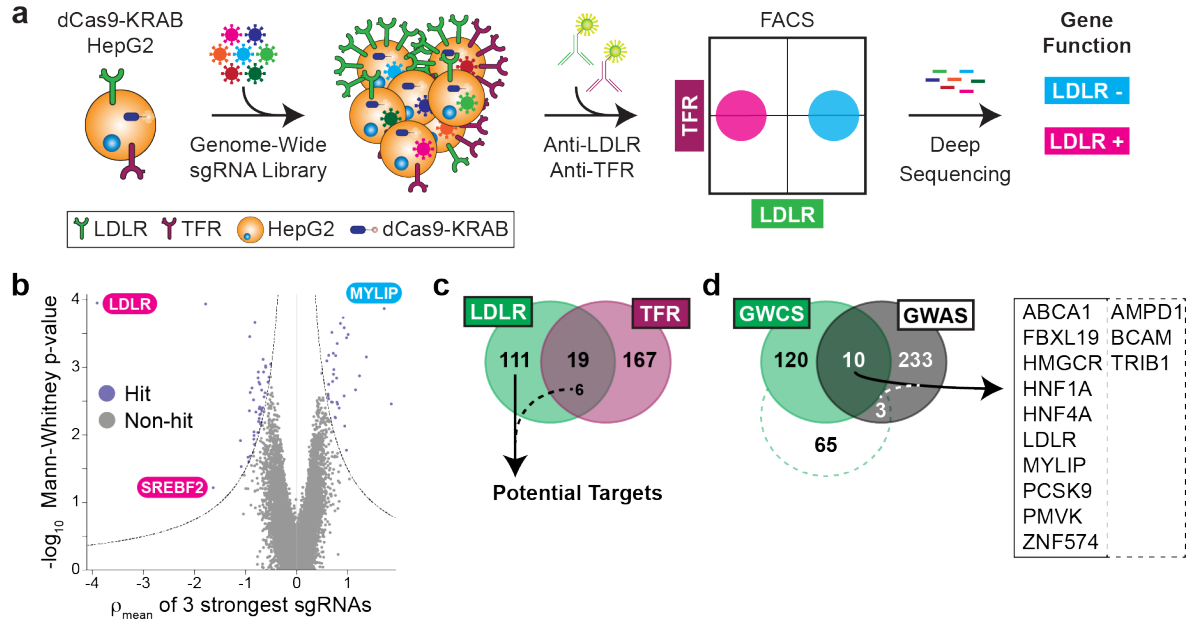 a
dCas9-KRAB
HepG2
Genome-Wide
sgRNA Library
Anti-LDLR
Anti-TFR
FACS
TFR
LDLR
Deep
Sequencing
Gene
Function
LDLR -
LDLR +
LDLR TFR HepG2 dCas9-KRAB
b
-log10 Mann-Whitney p-value
4
3
2
1
0
-4 -3 -2 -1 0 1
ρmean of 3 strongest sgRNAs
LDLR
MYLIP
Hit
Non-hit
SREBF2
c
LDLR
TFR
111 19 167
6
Potential Targets
d
GWCS
GWAS
120 10 233
3
65
ABCA1 AMPD1
FBXL19 BCAM
HMGCR TRIB1
HNF1A
HNF4A
LDLR
MYLIP
PCSK9
PMVK
ZNF574